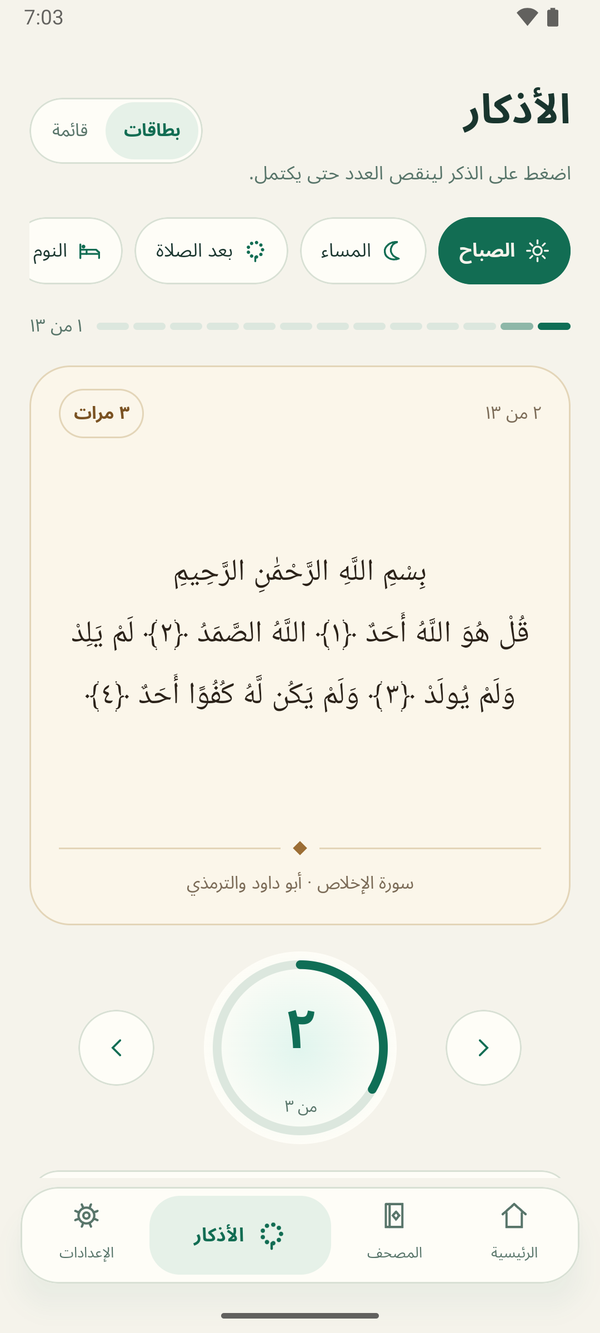 7:03
الأذكار
اضغط على الذكر لينقص العدد حتى يكتمل.
بطاقات
قائمة
الصباح
المساء
بعد الصلاة
النوم
١ من ١٣
٢ من ١٣
٣ مرات
بِسْمِ اللَّهِ الرَّحْمَٰنِ الرَّحِيمِ
قُلْ هُوَ اللَّهُ أَحَدٌ ﴿١﴾ اللَّهُ الصَّمَدُ ﴿٢﴾ لَمْ يَلِدْ
وَلَمْ يُولَدْ ﴿٣﴾ وَلَمْ يَكُن لَّهُ كُفُوًا أَحَدٌ ﴿٤﴾
سورة الإخلاص · أبو داود والترمذي
٢
من ٣
الرئيسية
المصحف
الأذكار
الإعدادات